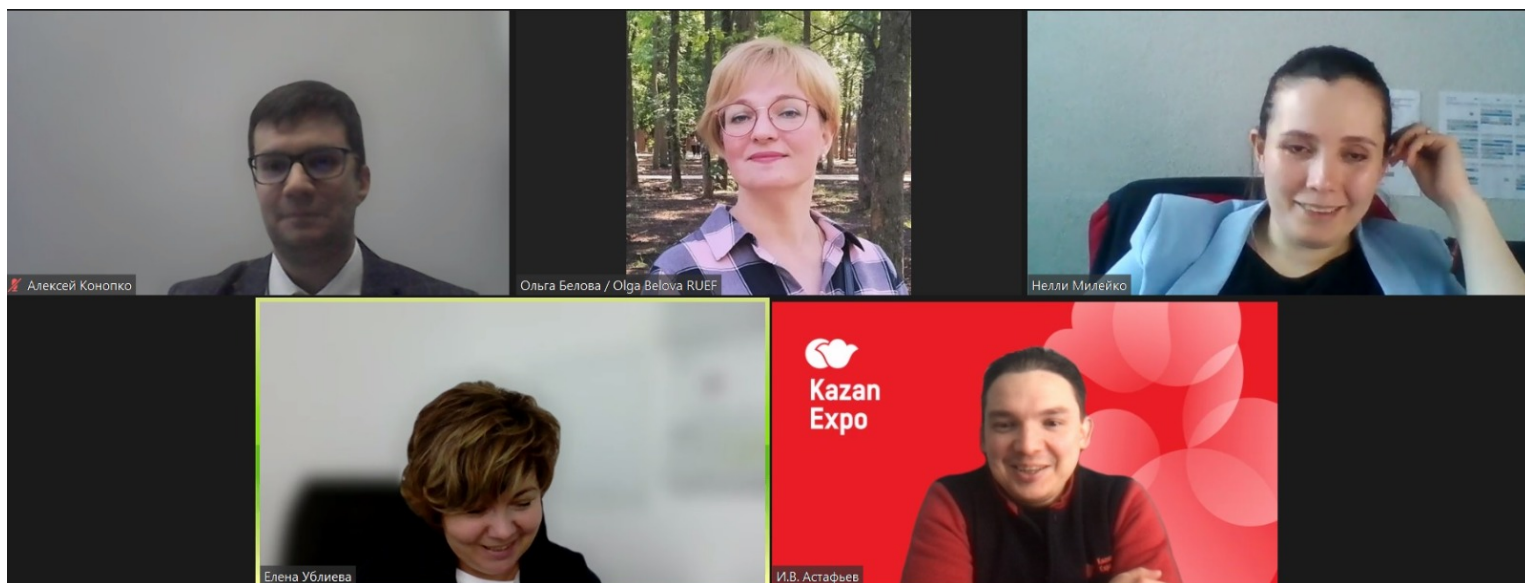 Алексей Конопко
Ольга Белова / Olga Belova RUEF
Нелли Милейко
Kazan
Expo
Елена Ублиева
И.В. Астафьев